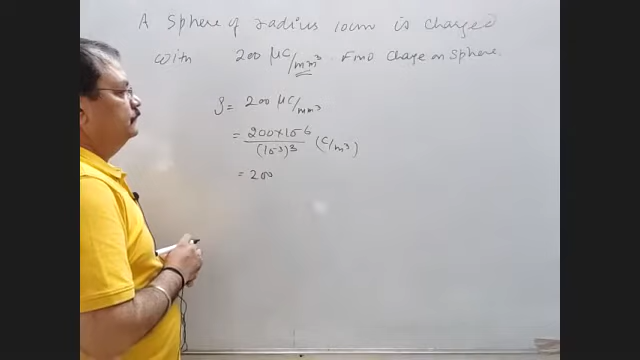 A Sphere of radius 10cm is charged
with 200 μC/mm³. Find Charge on Sphere.
ρ = 200 μC/mm³
= 200×10-6/(10-3)³ (C/m³)
= 200